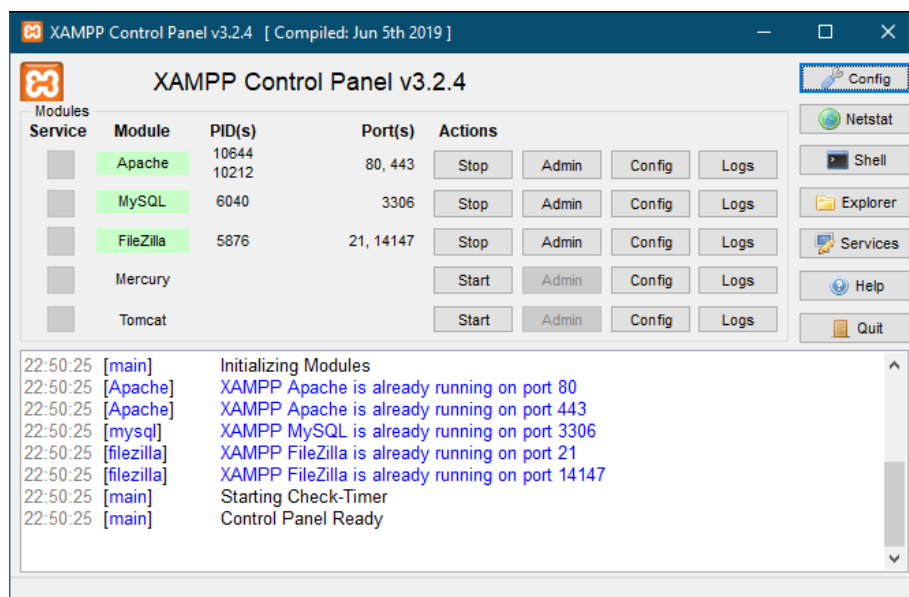 XAMPP Control Panel v3.2.4 [ Compiled: Jun 5th 2019 ]
XAMPP Control Panel v3.2.4
Config
Modules
Service Module PID(s) Port(s) Actions
Netstat
Apache 10644 10212 80, 443 Stop Admin Config Logs
Shell
MySQL 6040 3306 Stop Admin Config Logs
Explorer
FileZilla 5876 21, 14147 Stop Admin Config Logs
Services
Mercury Start Admin Config Logs
Help
Tomcat Start Admin Config Logs
Quit
22:50:25 [main] Initializing Modules
22:50:25 [Apache] XAMPP Apache is already running on port 80
22:50:25 [Apache] XAMPP Apache is already running on port 443
22:50:25 [mysql] XAMPP MySQL is already running on port 3306
22:50:25 [filezilla] XAMPP FileZilla is already running on port 21
22:50:25 [filezilla] XAMPP FileZilla is already running on port 14147
22:50:25 [main] Starting Check-Timer
22:50:25 [main] Control Panel Ready